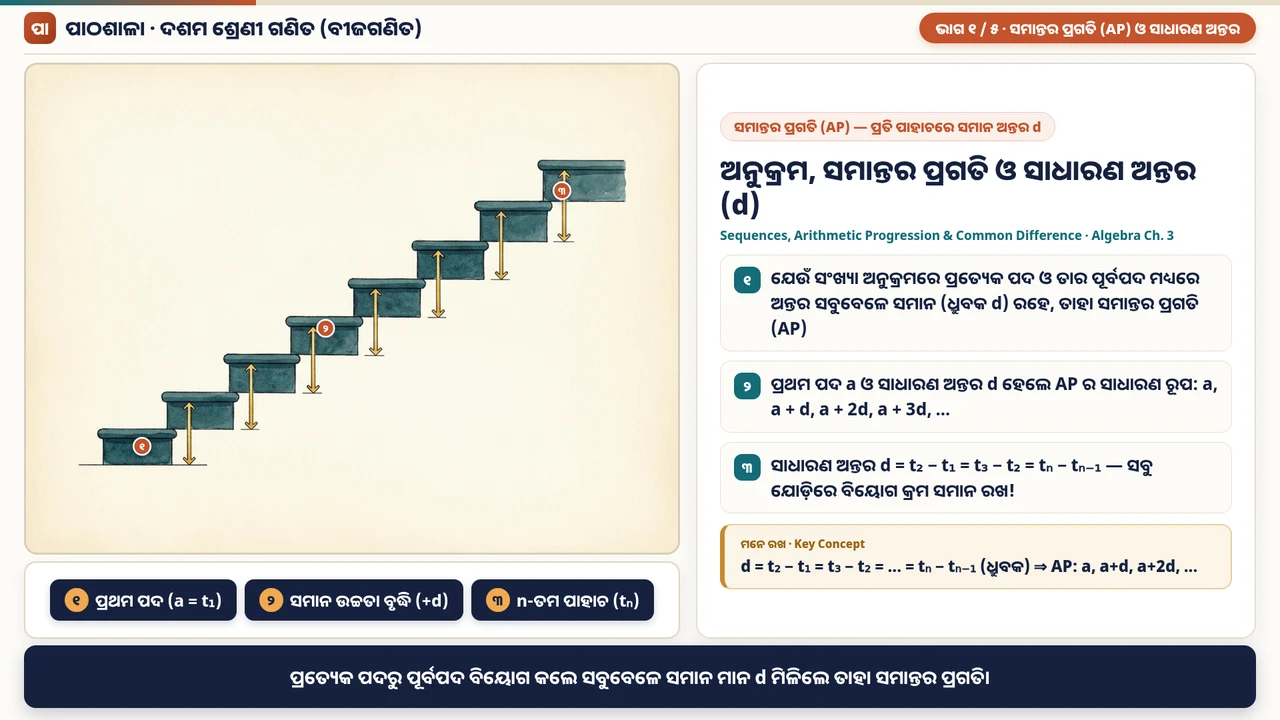 ପା ପାଠଶାଳା · ଦଶମ ଶ୍ରେଣୀ ଗଣିତ (ବୀଜଗଣିତ)
ଭାଗ ୧ / ୫ · ସମାନ୍ତର ପ୍ରଗତି (AP) ଓ ସାଧାରଣ ଅନ୍ତର
୩
୨
୧
୧ ପ୍ରଥମ ପଦ (a = t₁)
୨ ସମାନ ଉଚ୍ଚତା ବୃଦ୍ଧି (+d)
୩ n-ତମ ପାହାଚ (tₙ)
ସମାନ୍ତର ପ୍ରଗତି (AP) — ପ୍ରତି ପାହାଚରେ ସମାନ ଅନ୍ତର d
ଅନୁକ୍ରମ, ସମାନ୍ତର ପ୍ରଗତି ଓ ସାଧାରଣ ଅନ୍ତର
(d)
Sequences, Arithmetic Progression & Common Difference · Algebra Ch. 3
୧ ଯେଉଁ ସଂଖ୍ୟା ଅନୁକ୍ରମରେ ପ୍ରତ୍ୟେକ ପଦ ଓ ତାର ପୂର୍ବପଦ ମଧ୍ୟରେ
ଅନ୍ତର ସବୁବେଳେ ସମାନ (ଧ୍ରୁବକ d) ରହେ, ତାହା ସମାନ୍ତର ପ୍ରଗତି
(AP)
୨ ପ୍ରଥମ ପଦ a ଓ ସାଧାରଣ ଅନ୍ତର d ହେଲେ AP ର ସାଧାରଣ ରୂପ: a,
a + d, a + 2d, a + 3d, ...
୩ ସାଧାରଣ ଅନ୍ତର d = t₂ − t₁ = t₃ − t₂ = tₙ − tₙ₋₁ — ସବୁ
ଯୋଡ଼ିରେ ବିୟୋଗ କ୍ରମ ସମାନ ରଖ!
ମନେ ରଖ · Key Concept
d = t₂ − t₁ = t₃ − t₂ = ... = tₙ − tₙ₋₁ (ଧ୍ରୁବକ) ⇒ AP: a, a+d, a+2d, ...
ପ୍ରତ୍ୟେକ ପଦରୁ ପୂର୍ବପଦ ବିୟୋଗ କଲେ ସବୁବେଳେ ସମାନ ମାନ d ମିଳିଲେ ତାହା ସମାନ୍ତର ପ୍ରଗତି।